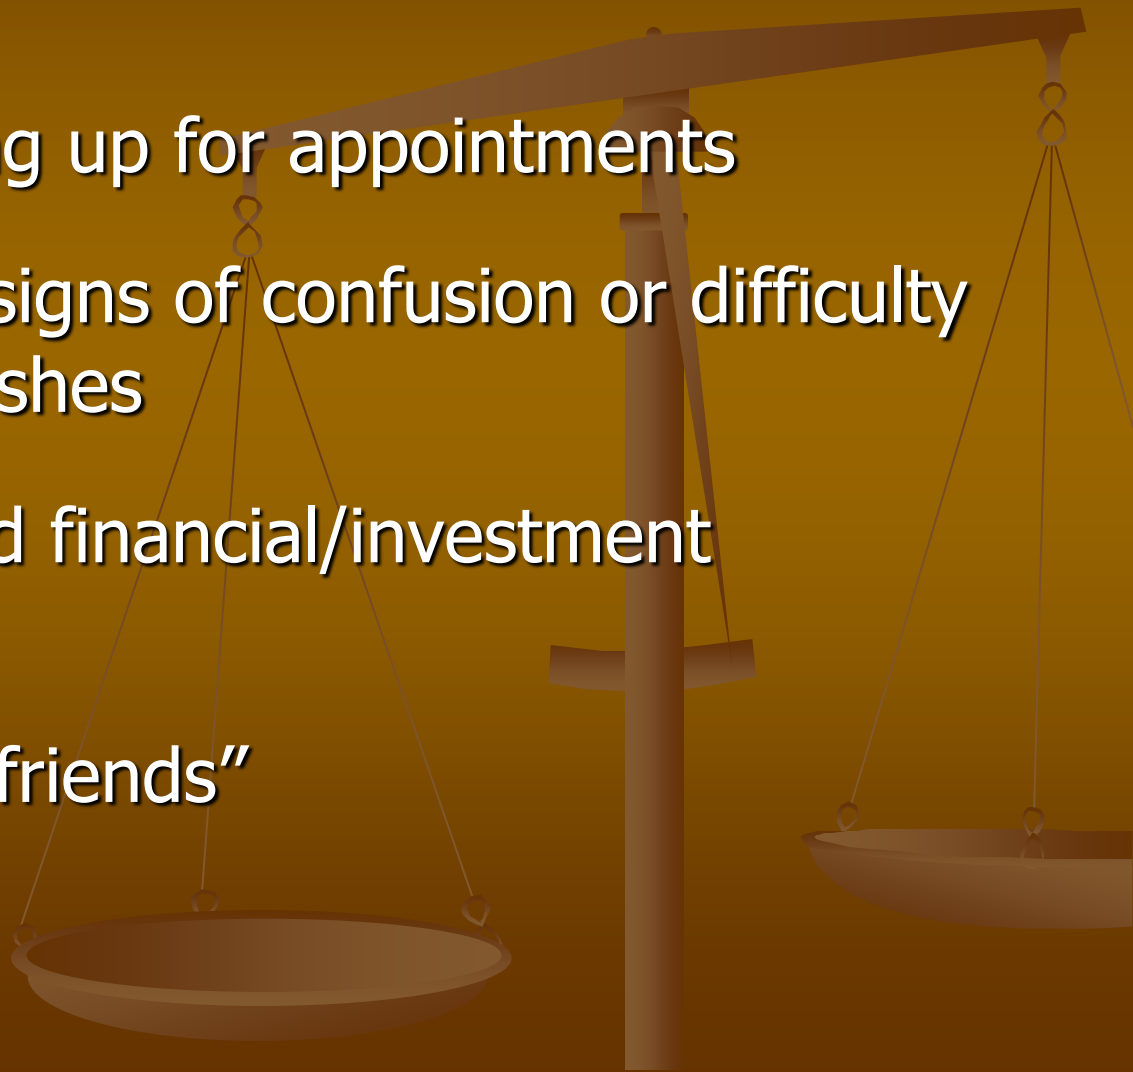 g up for appointments
signs of confusion or difficulty
shes
d financial/investment
friends”